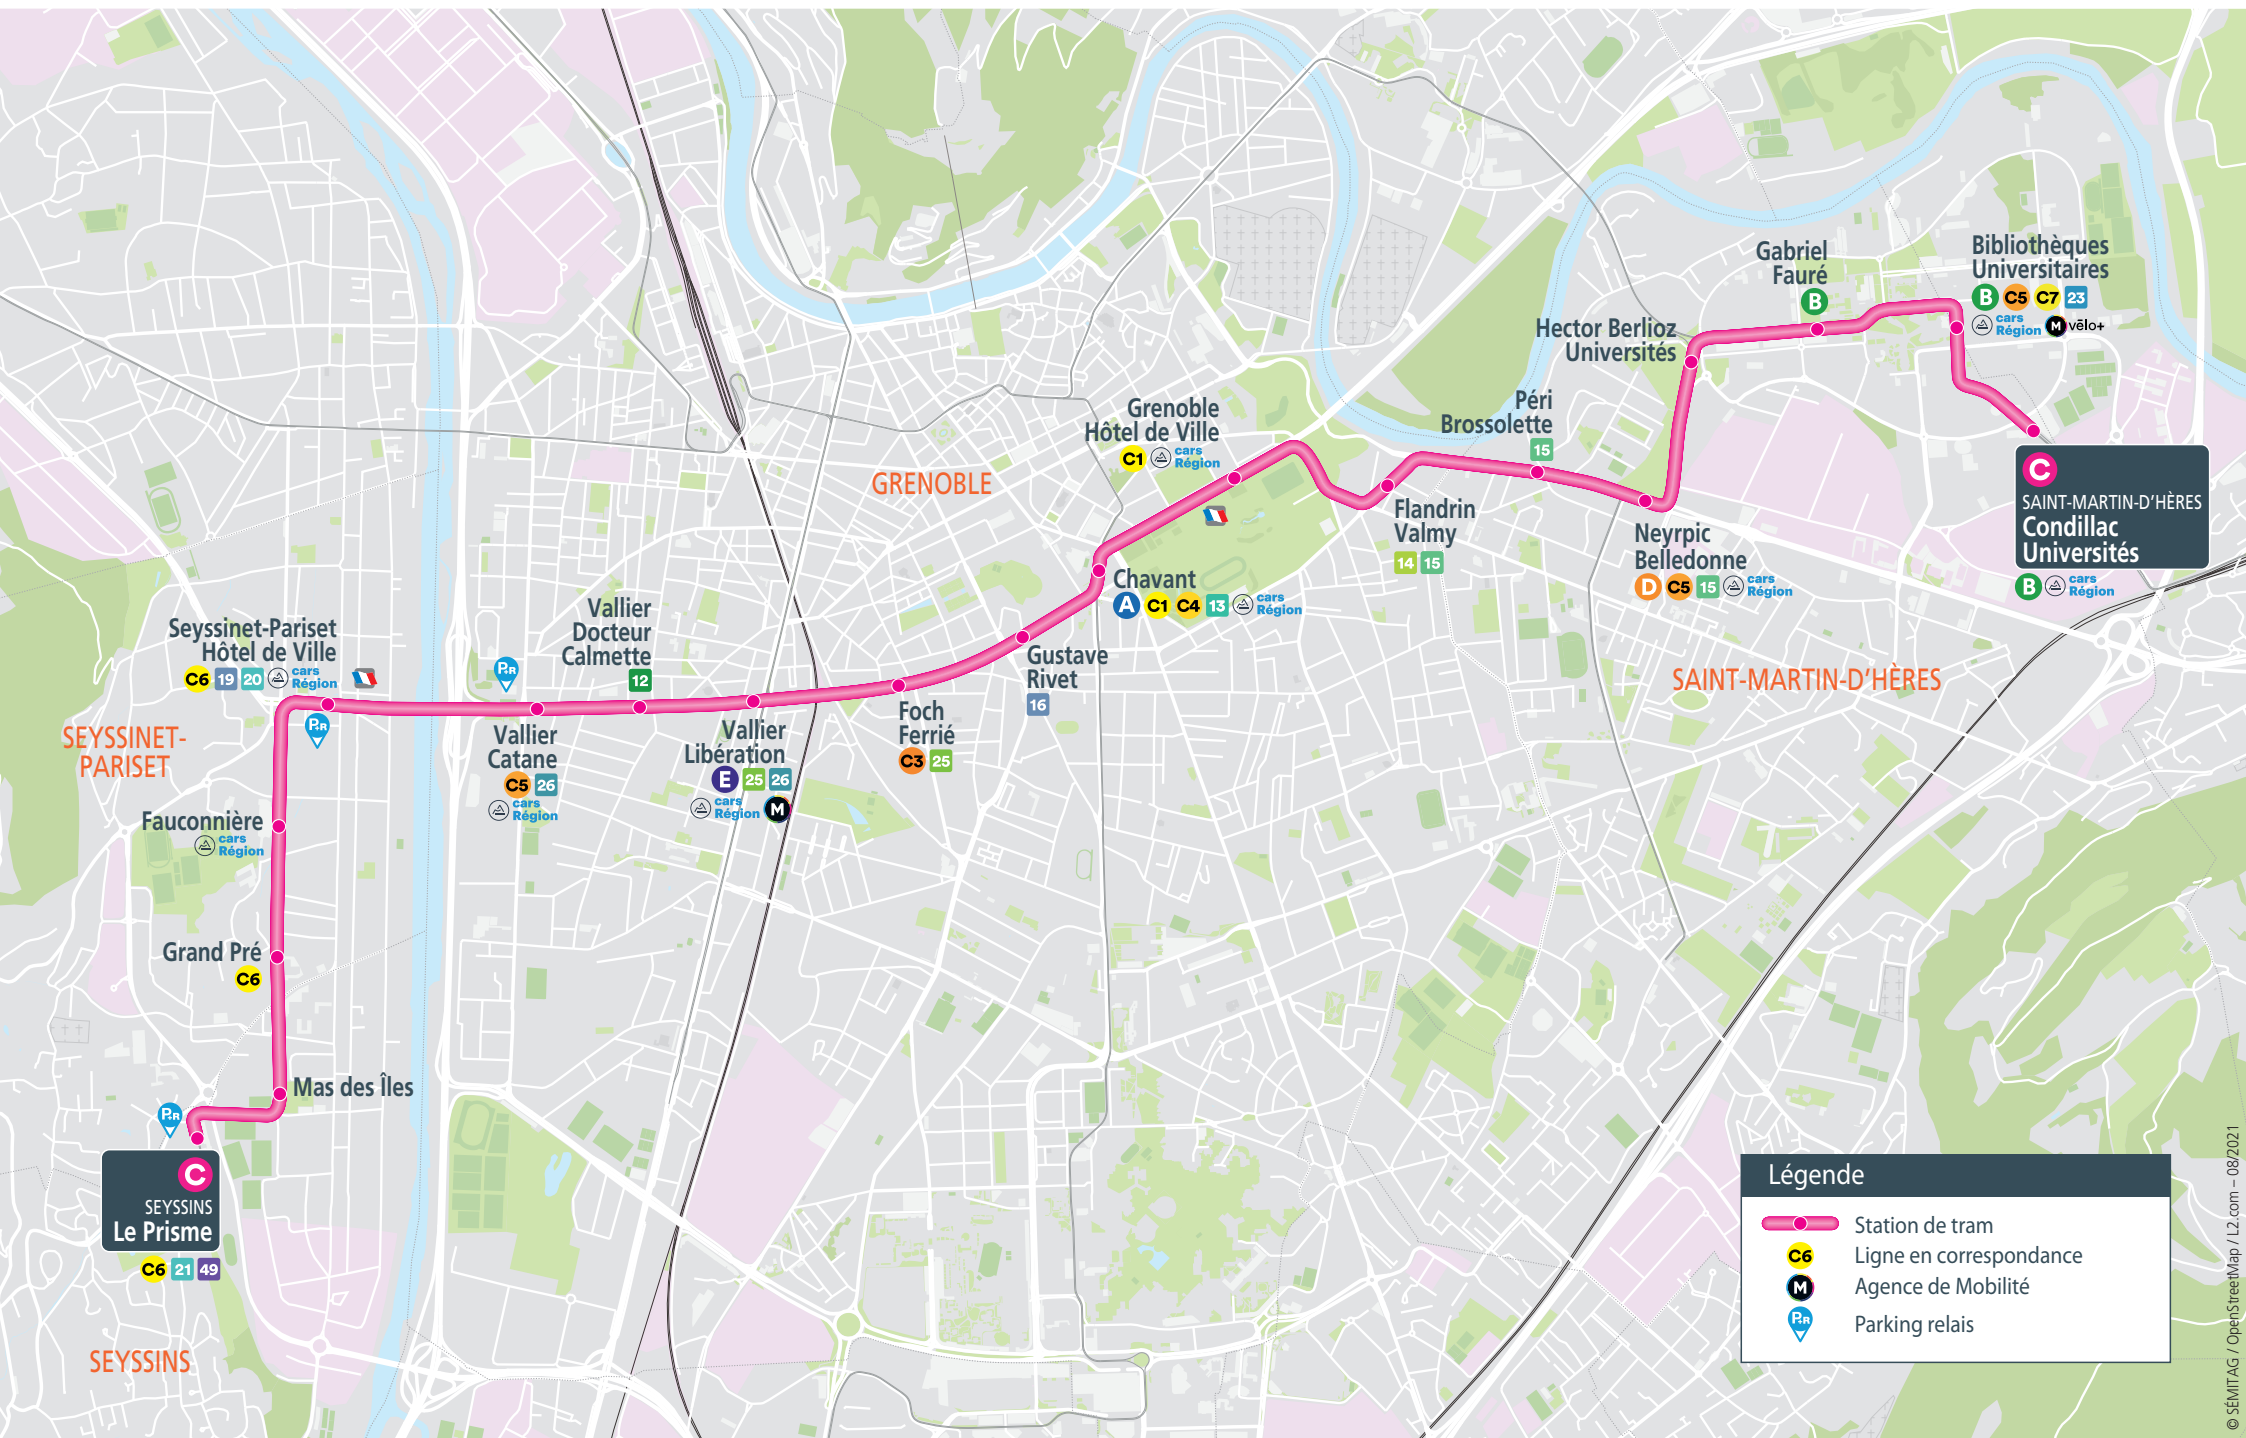 Gabriel
Fauré
B
Bibliothèques
Universitaires
B C5 C7 23
cars
Région M vélo+
Hector Berlioz
Universités
Péri
Brossolette
15
Grenoble
Hôtel de Ville
C1 cars
Région
GRENOBLE
Flandrin
Valmy
14 15
Neyrpic
Belledonne
D C5 15 cars
Région
C
SAINT-MARTIN-D'HÈRES
Condillac
Universités
B cars
Région
Chavant
A C1 C4 13 cars
Région
Vallier
Docteur
Calmette
12
Seyssinet-Pariset
Hôtel de Ville
C6 19 20 cars
Région
P+R
P+R
Gustave
Rivet
16
SAINT-MARTIN-D'HÈRES
Foch
Ferrié
C3 25
Vallier
Libération
E 25 26
cars
Région M
Vallier
Catane
C5 26
cars
Région
SEYSSINET-
PARISET
Fauconnière
cars
Région
Grand Pré
C6
Mas des Îles
P+R
C
SEYSSINS
Le Prisme
C6 21 49
SEYSSINS
Légende
Station de tram
C6 Ligne en correspondance
M Agence de Mobilité
P+R Parking relais
© SÉMITAG / OpenStreetMap / L2.com – 08/2021